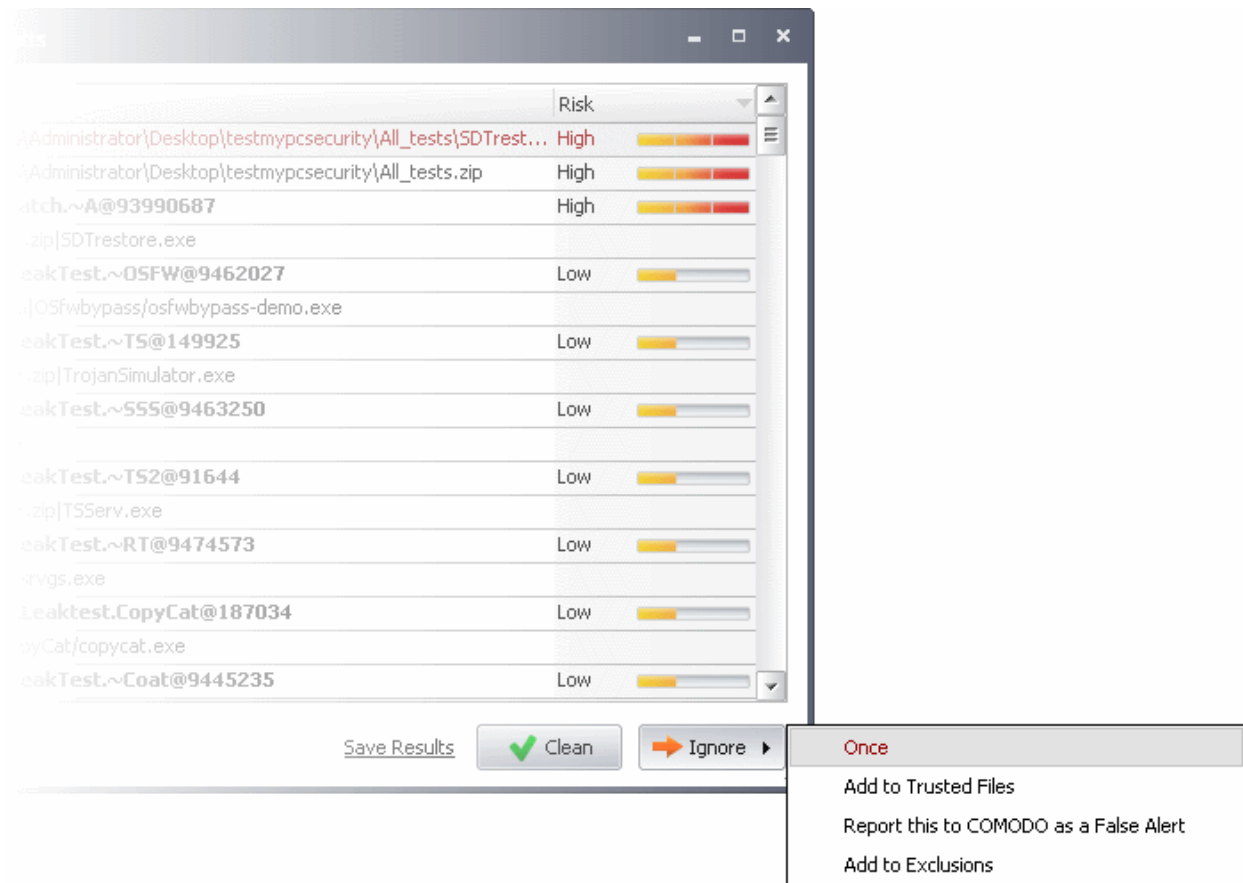 Risk
\Administrator\Desktop\testmypcsecurity\All_tests\SDTrest... High
\Administrator\Desktop\testmypcsecurity\All_tests.zip High
atch.~A@93990687 High
.zip|SDTrestore.exe
eakTest.~OSFW@9462027 Low
|OSfwbypass/osfwbypass-demo.exe
eakTest.~TS@149925 Low
.zip|TrojanSimulator.exe
eakTest.~SSS@9463250 Low
eakTest.~TS2@91644 Low
.zip|TSServ.exe
eakTest.~RT@9474573 Low
srvgs.exe
Leaktest.CopyCat@187034 Low
pyCat/copycat.exe
eakTest.~Coat@9445235 Low
Save Results Clean Ignore
Once
Add to Trusted Files
Report this to COMODO as a False Alert
Add to Exclusions